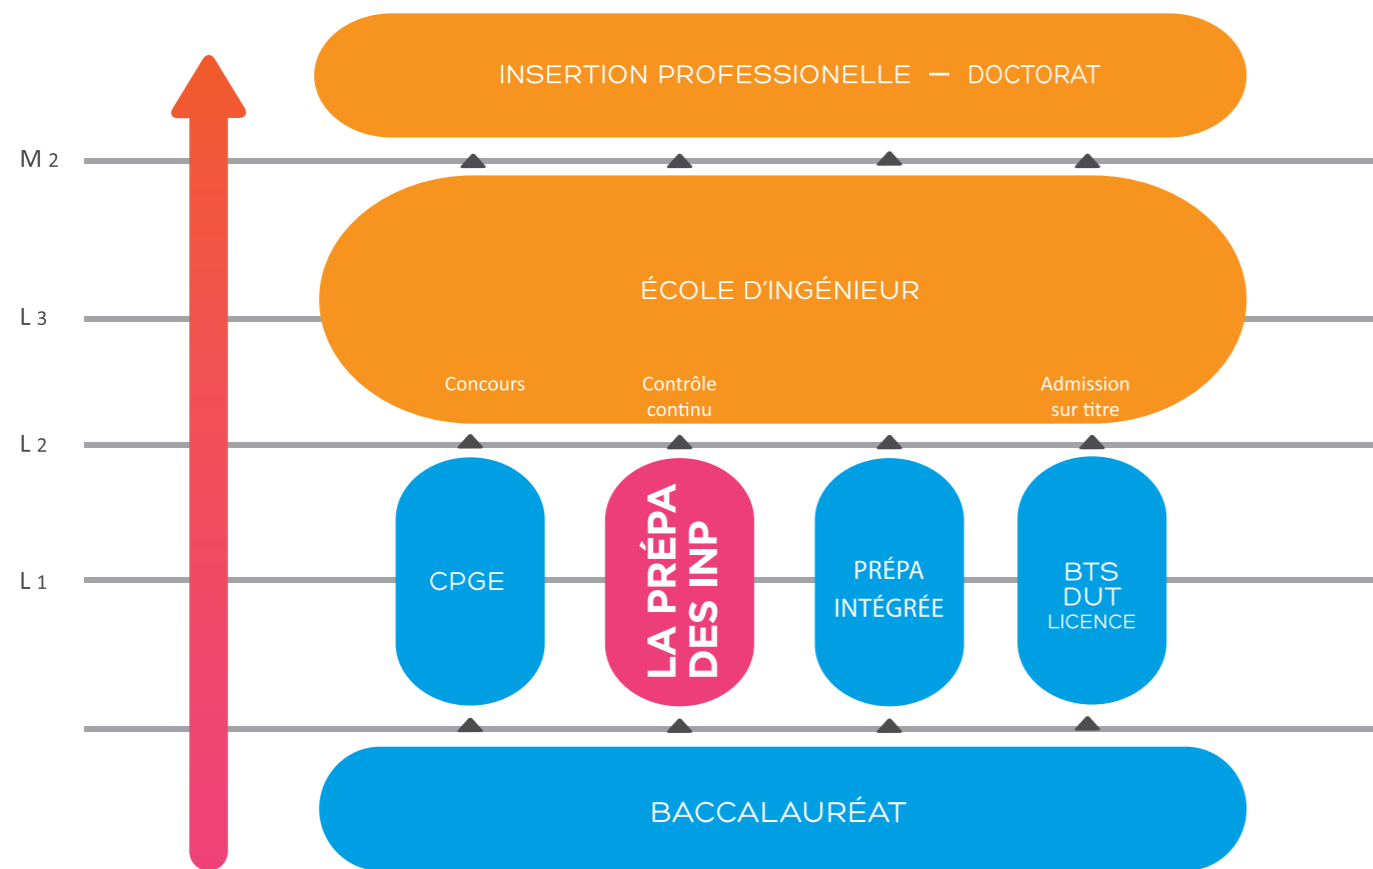 INSERTION PROFESSIONELLE — DOCTORAT
M 2
ÉCOLE D'INGÉNIEUR
L 3
Concours
Contrôle
continu
Admission
sur titre
L 2
CPGE
LA PRÉPA
DES INP
PRÉPA
INTÉGRÉE
BTS
DUT
LICENCE
L 1
BACCALAURÉAT